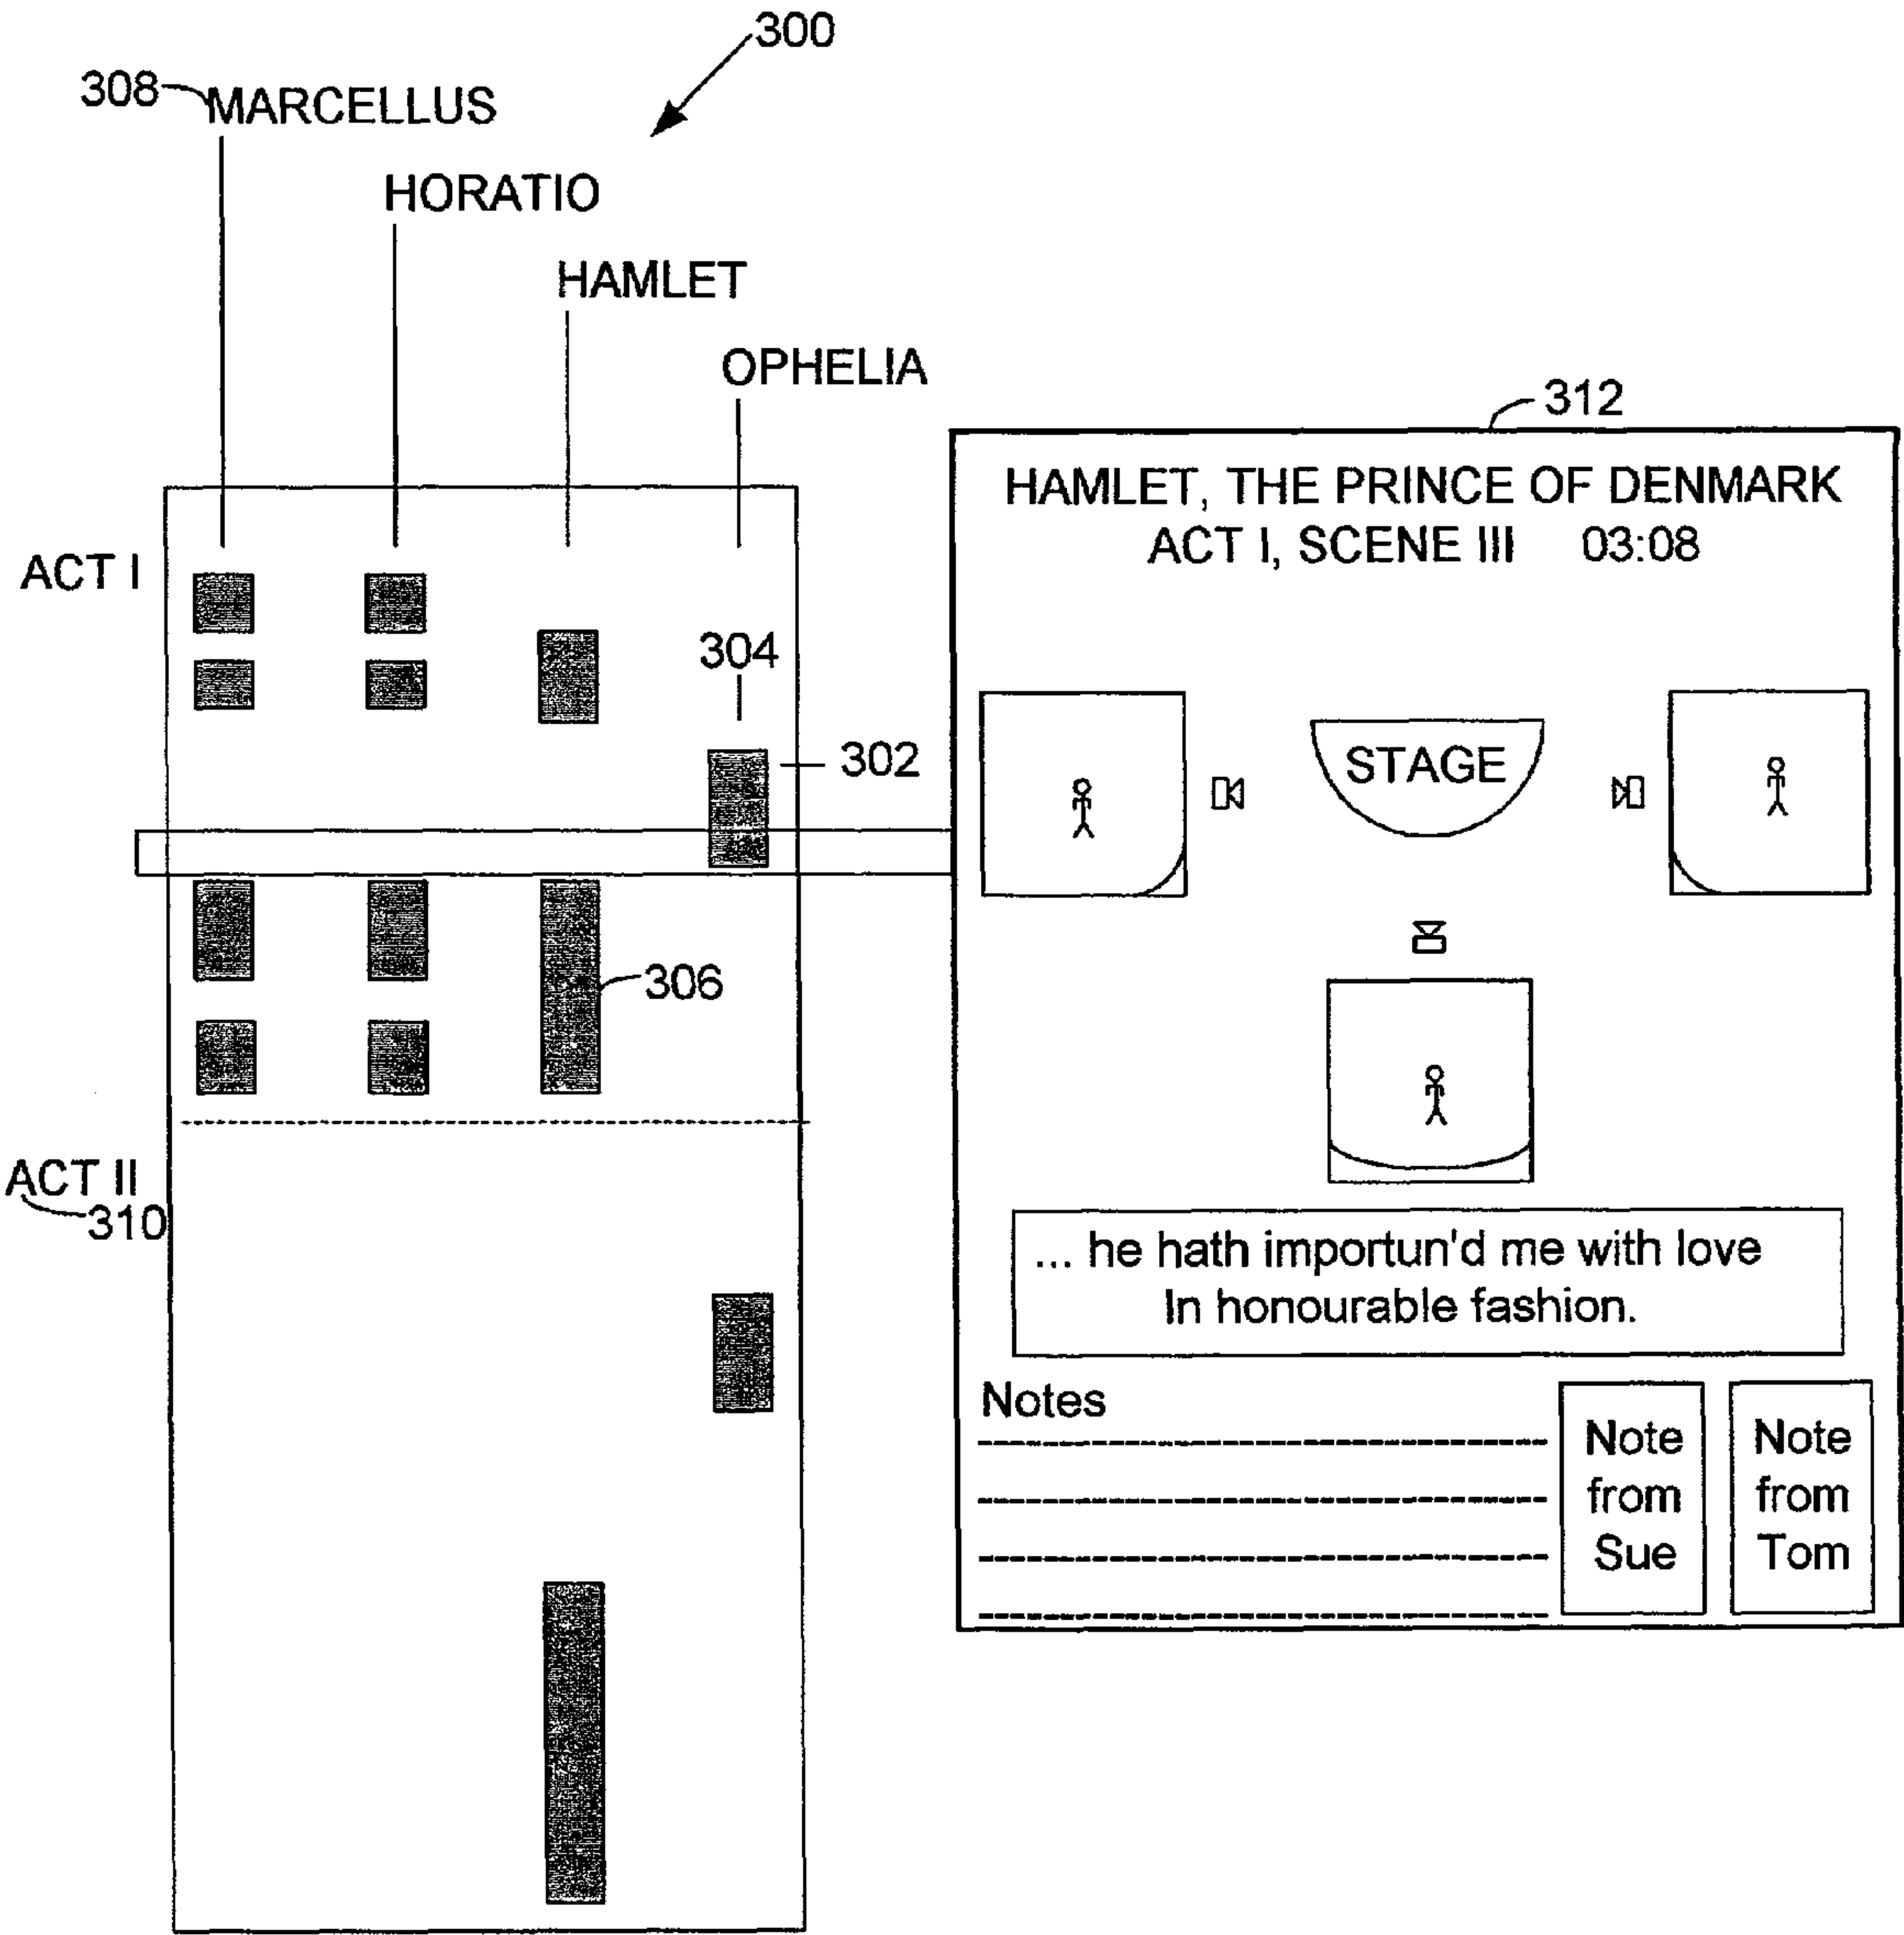 300
308 MARCELLUS
HORATIO
HAMLET
OPHELIA
ACT I
304
302
306
ACT II
310
312
HAMLET, THE PRINCE OF DENMARK
ACT I, SCENE III 03:08
STAGE
... he hath importun'd me with love
In honourable fashion.
Notes
Note
from
Sue
Note
from
Tom